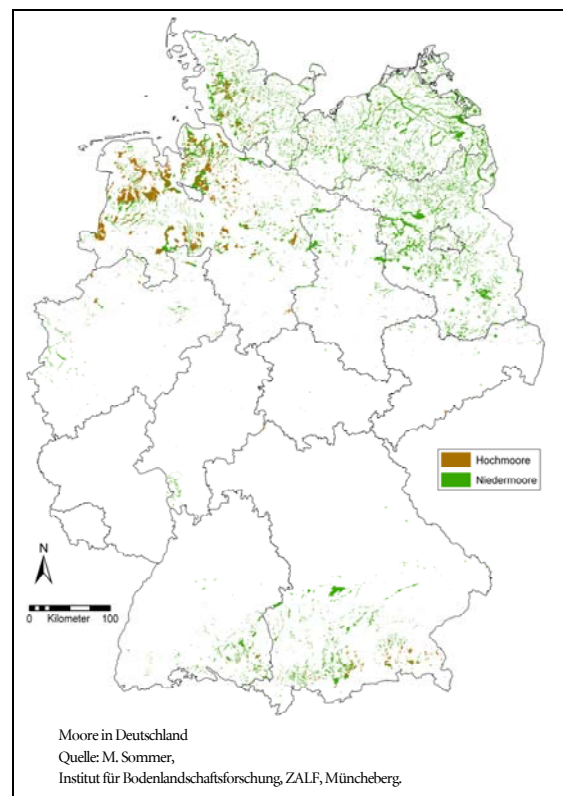 Hochmoore
Niedermoore
N
0 Kilometer 100
Moore in Deutschland
Quelle: M. Sommer,
Institut für Bodenlandschaftsforschung, ZALF, Müncheberg.